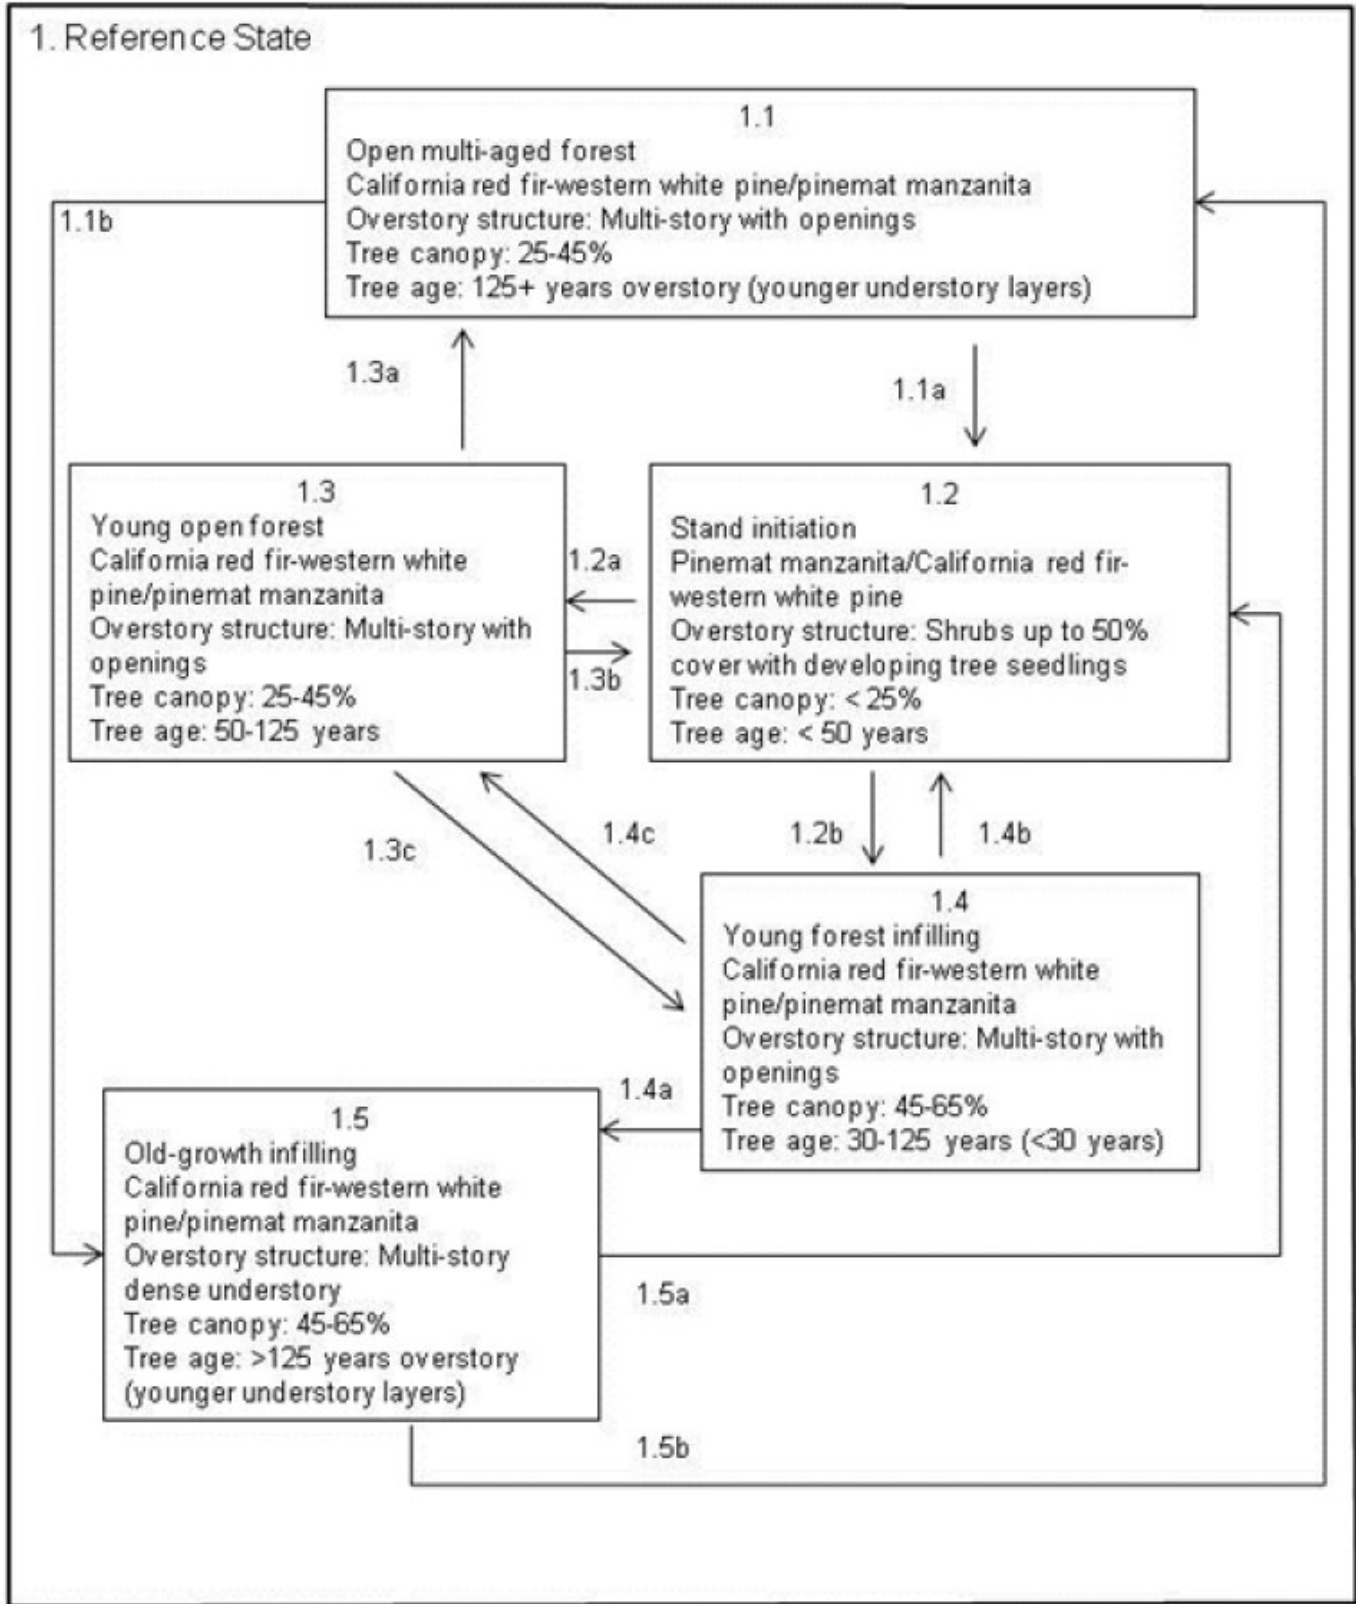 1. Reference State
1.1
Open multi-aged forest
California red fir-western white pine/pinemat manzanita
Overstory structure: Multi-story with openings
Tree canopy: 25-45%
Tree age: 125+ years overstory (younger understory layers)
1.1b
1.3a
1.1a
1.3
Young open forest
California red fir-western white
pine/pinemat manzanita
Overstory structure: Multi-story with
openings
Tree canopy: 25-45%
Tree age: 50-125 years
1.2a
1.3b
1.2
Stand initiation
Pinemat manzanita/California red fir-
western white pine
Overstory structure: Shrubs up to 50%
cover with developing tree seedlings
Tree canopy: < 25%
Tree age: < 50 years
1.3c
1.4c
1.2b
1.4b
1.4
Young forest infilling
California red fir-western white
pine/pinemat manzanita
Overstory structure: Multi-story with
openings
Tree canopy: 45-65%
Tree age: 30-125 years (<30 years)
1.4a
1.5
Old-growth infilling
California red fir-western white
pine/pinemat manzanita
Overstory structure: Multi-story
dense understory
Tree canopy: 45-65%
Tree age: >125 years overstory
(younger understory layers)
1.5a
1.5b